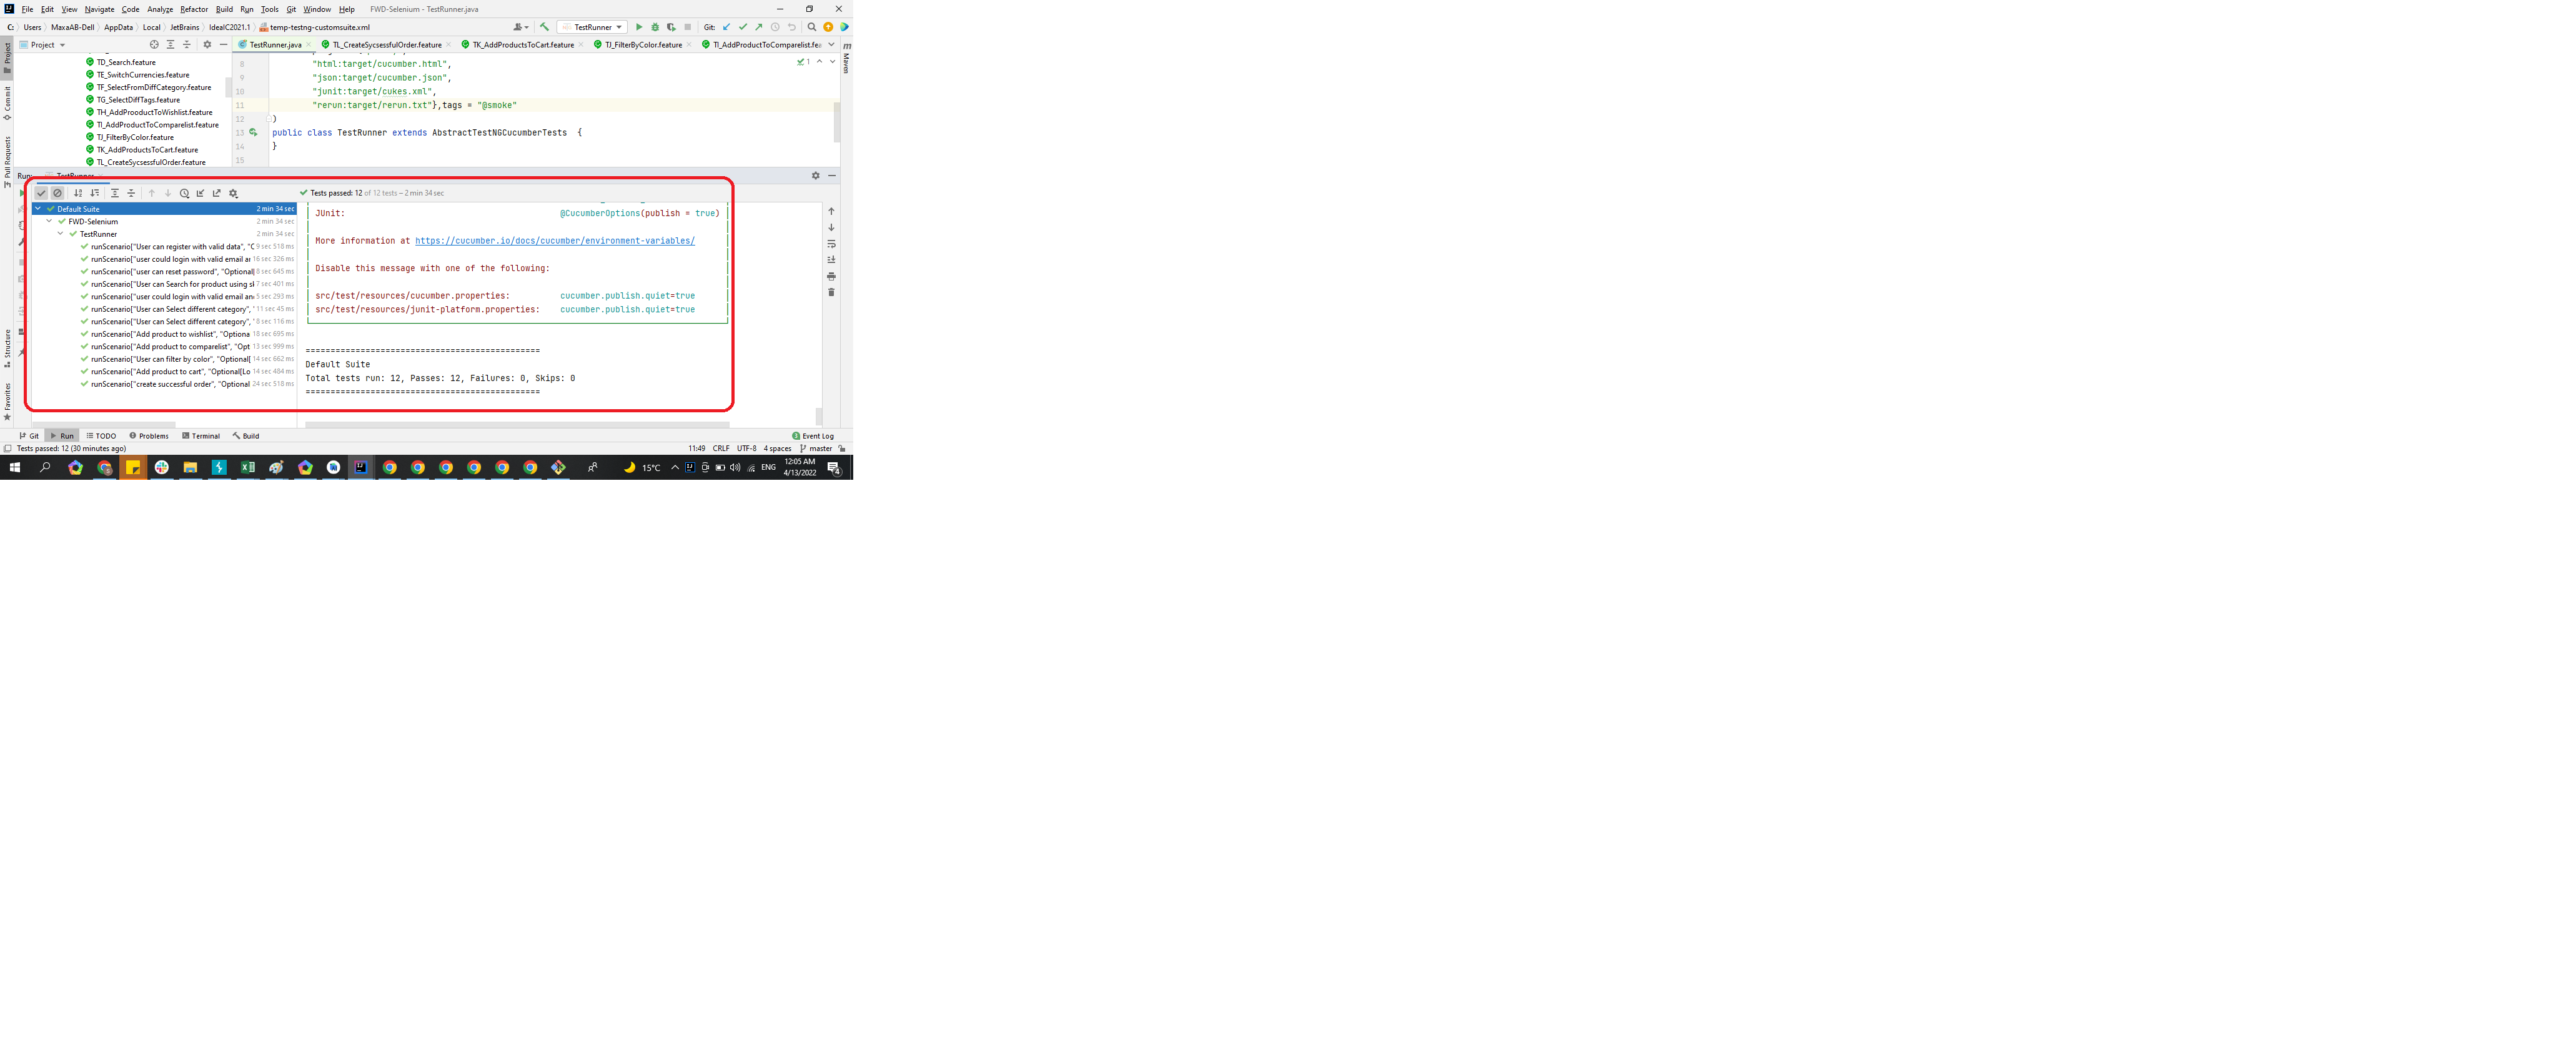 File Edit View Navigate Code Analyze Refactor Build Run Tools Git Window Help FWD-Selenium - TestRunner.java
C: Users MaxaAB-Dell AppData Local JetBrains IdeaIC2021.1 temp-testng-customsuite.xml TestRunner Git:
Project TestRunner.java TL_CreateSycsessfulOrder.feature TK_AddProductsToCart.feature TJ_FilterByColor.feature TI_AddProductToComparelist.fea
TD_Search.feature
TE_SwitchCurrencies.feature
TF_SelectFromDiffCategory.feature
TG_SelectDiffTags.feature
TH_AddProoductToWishlist.feature
TI_AddProductToComparelist.feature
TJ_FilterByColor.feature
TK_AddProductsToCart.feature
TL_CreateSycsessfulOrder.feature
8 "html:target/cucumber.html",
9 "json:target/cucumber.json",
10 "junit:target/cukes.xml",
11 "rerun:target/rerun.txt"},tags = "@smoke"
12 )
13 public class TestRunner extends AbstractTestNGCucumberTests {
14 }
15
1
Project
Commit
Pull Requests
Structure
Favorites
Maven
Run: TestRunner
Tests passed: 12 of 12 tests – 2 min 34 sec
Default Suite 2 min 34 sec
FWD-Selenium 2 min 34 sec
TestRunner 2 min 34 sec
runScenario["User can register with valid data", "O 9 sec 518 ms
runScenario["user could login with valid email ar 16 sec 326 ms
runScenario["user can reset password", "Optional[ 8 sec 645 ms
runScenario["User can Search for product using sk 7 sec 401 ms
runScenario["user could login with valid email and 5 sec 293 ms
runScenario["User can Select different category", " 11 sec 45 ms
runScenario["User can Select different category", " 8 sec 116 ms
runScenario["Add product to wishlist", "Optiona 18 sec 695 ms
runScenario["Add product to comparelist", "Opt 13 sec 999 ms
runScenario["User can filter by color", "Optional[ 14 sec 662 ms
runScenario["Add product to cart", "Optional[Lo 14 sec 484 ms
runScenario["create successful order", "Optional 24 sec 518 ms
JUnit: @CucumberOptions(publish = true)
More information at https://cucumber.io/docs/cucumber/environment-variables/
Disable this message with one of the following:
src/test/resources/cucumber.properties: cucumber.publish.quiet=true
src/test/resources/junit-platform.properties: cucumber.publish.quiet=true
===============================================
Default Suite
Total tests run: 12, Passes: 12, Failures: 0, Skips: 0
===============================================
Git Run TODO Problems Terminal Build 3 Event Log
Tests passed: 12 (30 minutes ago) 11:49 CRLF UTF-8 4 spaces master
15°C ENG 12:05 AM
4/13/2022 4